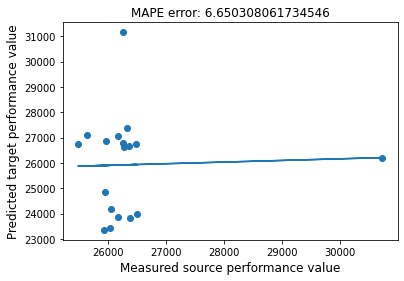 MAPE error: 6.650308061734546
Predicted target performance value
31000
30000
29000
28000
27000
26000
25000
24000
23000
26000 27000 28000 29000 30000
Measured source performance value